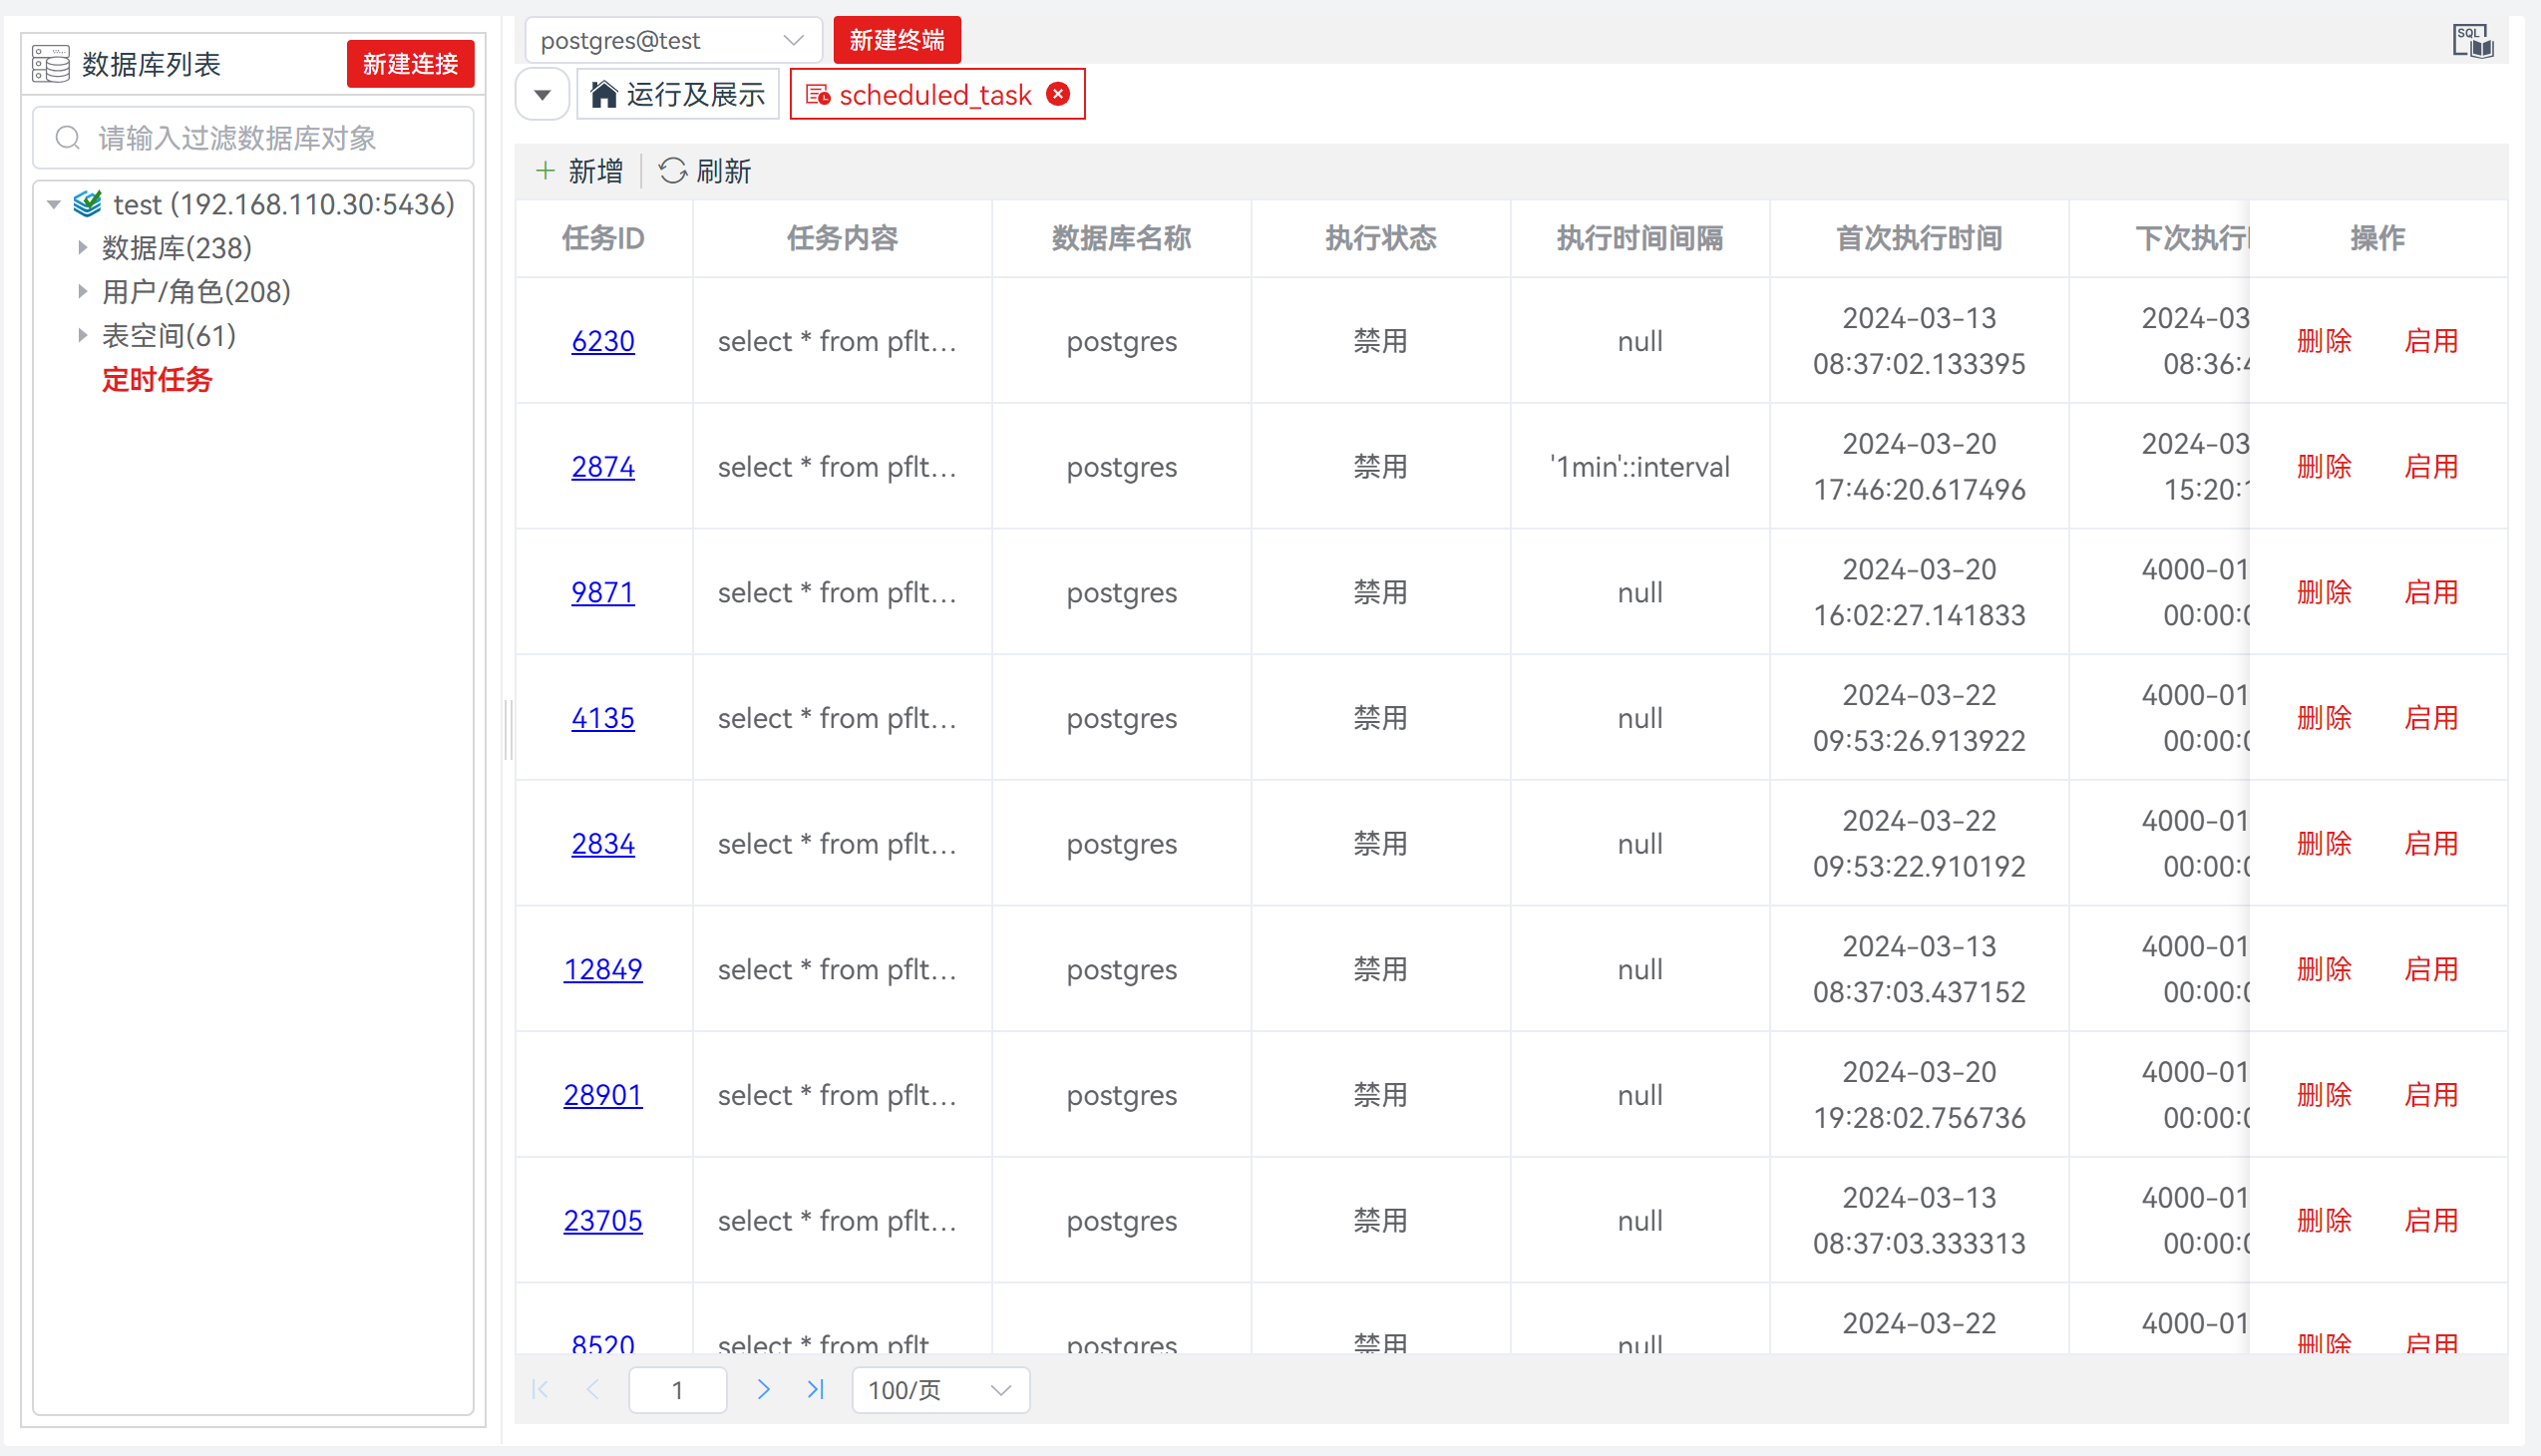 数据库列表
新建连接
请输入过滤数据库对象
test (192.168.110.30:5436)
数据库(238)
用户/角色(208)
表空间(61)
定时任务
postgres@test
新建终端
SQL
运行及展示
scheduled_task
新增
刷新
任务ID 任务内容 数据库名称 执行状态 执行时间间隔 首次执行时间 下次执行 操作
6230 select * from pflt... postgres 禁用 null 2024-03-13 08:37:02.133395 2024-03 08:36: 删除 启用
2874 select * from pflt... postgres 禁用 '1min'::interval 2024-03-20 17:46:20.617496 2024-03 15:20: 删除 启用
9871 select * from pflt... postgres 禁用 null 2024-03-20 16:02:27.141833 4000-01 00:00: 删除 启用
4135 select * from pflt... postgres 禁用 null 2024-03-22 09:53:26.913922 4000-01 00:00: 删除 启用
2834 select * from pflt... postgres 禁用 null 2024-03-22 09:53:22.910192 4000-01 00:00: 删除 启用
12849 select * from pflt... postgres 禁用 null 2024-03-13 08:37:03.437152 4000-01 00:00: 删除 启用
28901 select * from pflt... postgres 禁用 null 2024-03-20 19:28:02.756736 4000-01 00:00: 删除 启用
23705 select * from pflt... postgres 禁用 null 2024-03-13 08:37:03.333313 4000-01 00:00: 删除 启用
8520 select * from pflt postgres 禁用 null 2024-03-22 4000-01 删除 启用
1
100/页